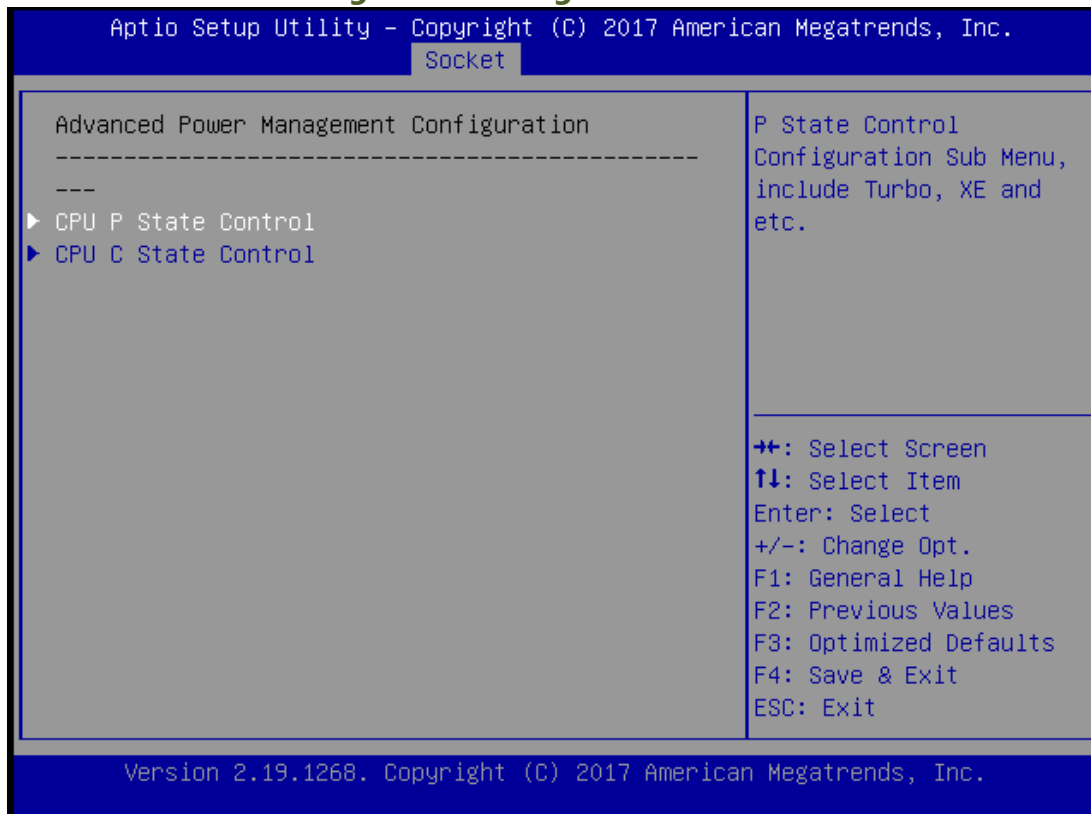 Aptio Setup Utility – Copyright (C) 2017 American Megatrends, Inc.
Socket
Advanced Power Management Configuration
-----------------------------------------------
---
▶ CPU P State Control
▶ CPU C State Control
P State Control
Configuration Sub Menu,
include Turbo, XE and
etc.
→←: Select Screen
↑↓: Select Item
Enter: Select
+/-: Change Opt.
F1: General Help
F2: Previous Values
F3: Optimized Defaults
F4: Save & Exit
ESC: Exit
Version 2.19.1268. Copyright (C) 2017 American Megatrends, Inc.